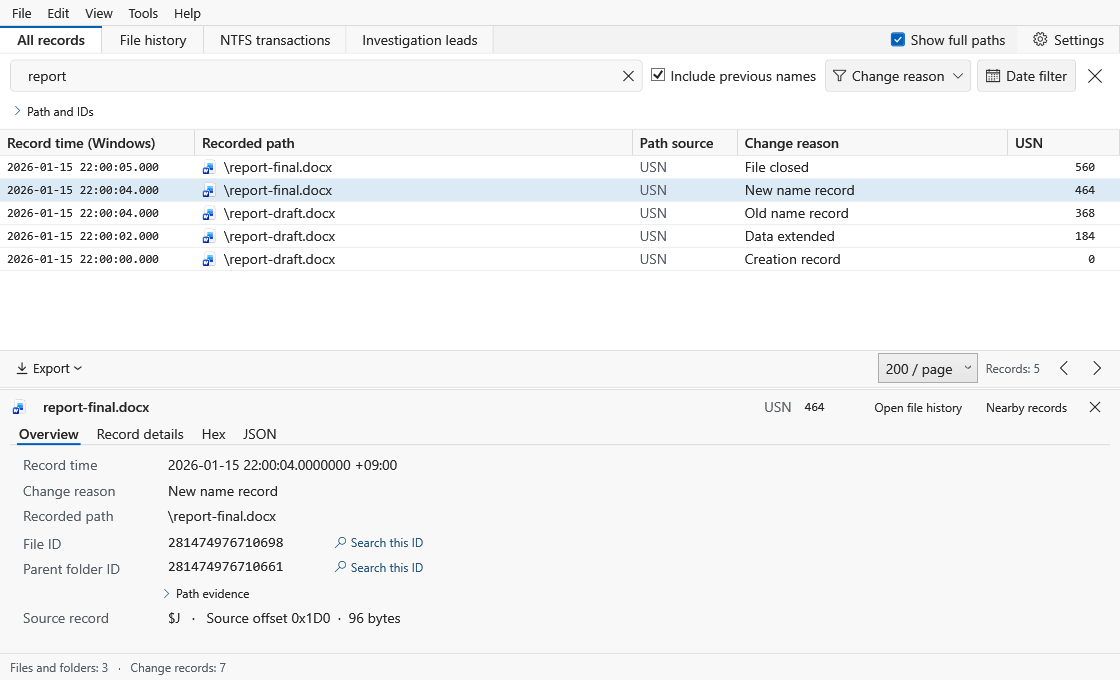 File Edit View Tools Help
All records File history NTFS transactions Investigation leads Show full paths Settings
report Include previous names Change reason Date filter
Path and IDs
Record time (Windows) Recorded path Path source Change reason USN
2026-01-15 22:00:05.000 \report-final.docx USN File closed 560
2026-01-15 22:00:04.000 \report-final.docx USN New name record 464
2026-01-15 22:00:04.000 \report-draft.docx USN Old name record 368
2026-01-15 22:00:02.000 \report-draft.docx USN Data extended 184
2026-01-15 22:00:00.000 \report-draft.docx USN Creation record 0
Export 200 / page Records: 5
report-final.docx USN 464 Open file history Nearby records
Overview Record details Hex JSON
Record time 2026-01-15 22:00:04.0000000 +09:00
Change reason New name record
Recorded path \report-final.docx
File ID 281474976710698 Search this ID
Parent folder ID 281474976710661 Search this ID
Path evidence
Source record $J · Source offset 0x1D0 · 96 bytes
Files and folders: 3 · Change records: 7